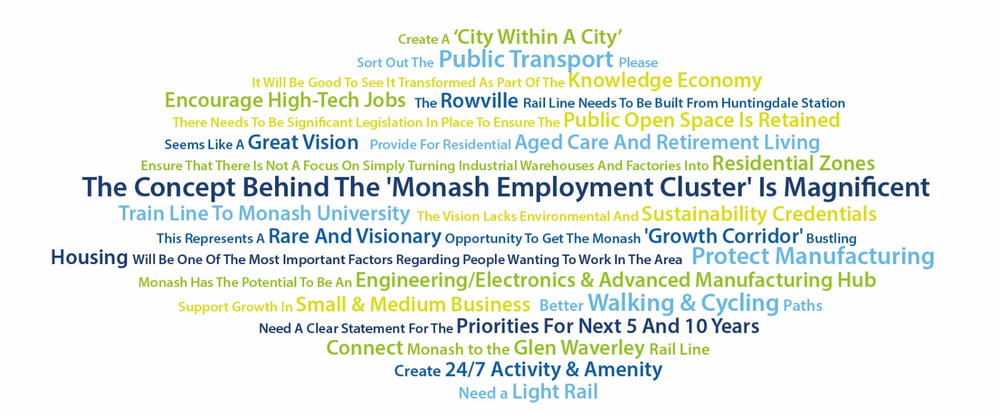 Create A ‘City Within A City’
Sort Out The Public Transport Please
It Will Be Good To See It Transformed As Part Of The Knowledge Economy
Encourage High-Tech Jobs The Rowville Rail Line Needs To Be Built From Huntingdale Station
There Needs To Be Significant Legislation In Place To Ensure The Public Open Space Is Retained
Seems Like A Great Vision Provide For Residential Aged Care And Retirement Living
Ensure That There Is Not A Focus On Simply Turning Industrial Warehouses And Factories Into Residential Zones
The Concept Behind The 'Monash Employment Cluster' Is Magnificent
Train Line To Monash University The Vision Lacks Environmental And Sustainability Credentials
This Represents A Rare And Visionary Opportunity To Get The Monash 'Growth Corridor' Bustling
Housing Will Be One Of The Most Important Factors Regarding People Wanting To Work In The Area Protect Manufacturing
Monash Has The Potential To Be An Engineering/Electronics & Advanced Manufacturing Hub
Support Growth In Small & Medium Business Better Walking & Cycling Paths
Need A Clear Statement For The Priorities For Next 5 And 10 Years
Connect Monash to the Glen Waverley Rail Line
Create 24/7 Activity & Amenity
Need a Light Rail